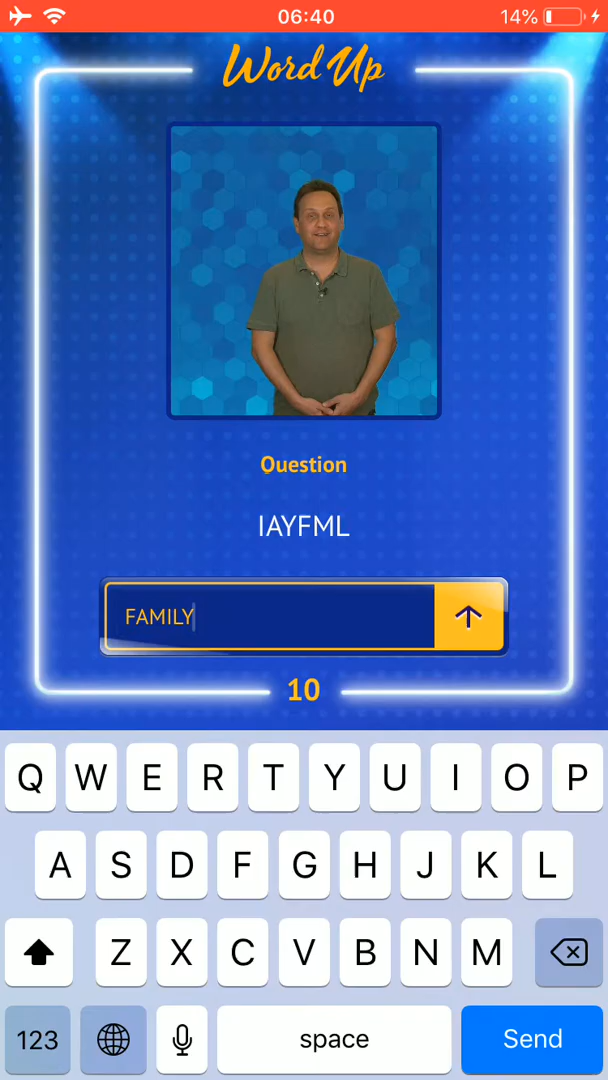 06:40
14%
Word Up
Question
IAYFML
FAMILY
10
Q W E R T Y U I O P
A S D F G H J K L
Z X C V B N M
123 space Send